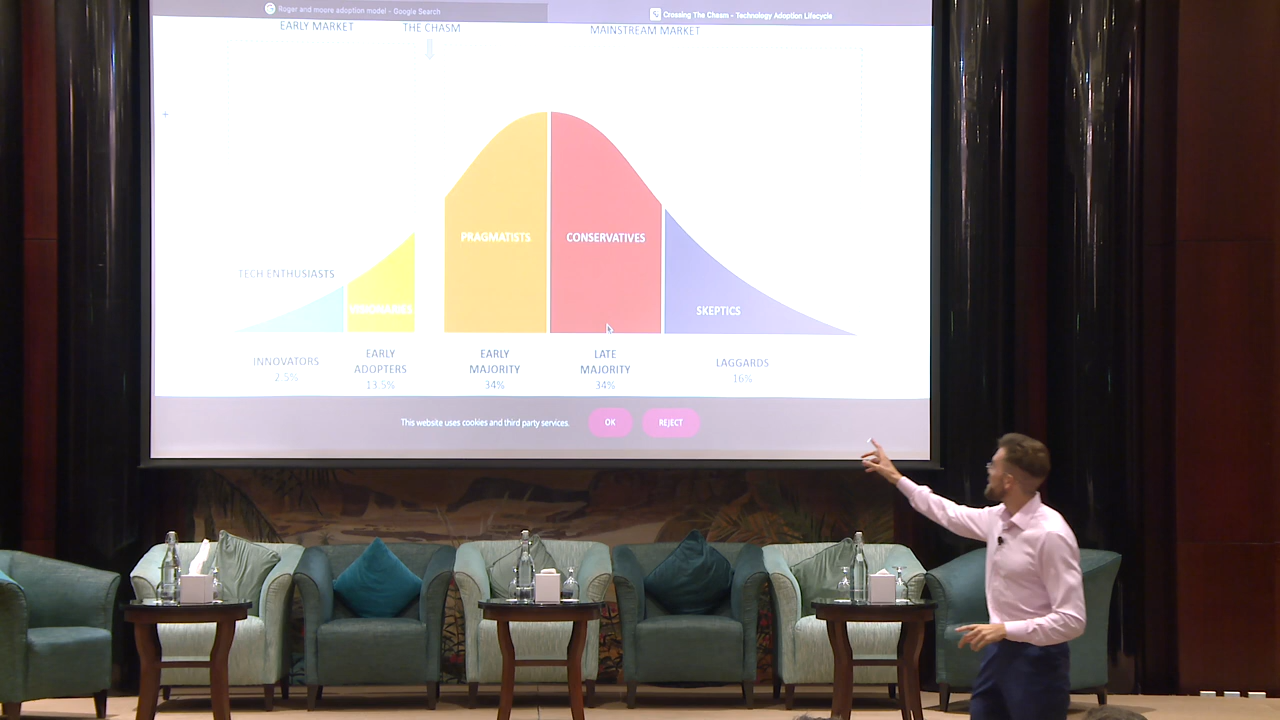 Roger and moore adoption model - Google Search
Crossing The Chasm - Technology Adoption Lifecycle
EARLY MARKET
THE CHASM
MAINSTREAM MARKET
PRAGMATISTS
CONSERVATIVES
TECH ENTHUSIASTS
VISIONARIES
SKEPTICS
INNOVATORS
2.5%
EARLY
ADOPTERS
13.5%
EARLY
MAJORITY
34%
LATE
MAJORITY
34%
LAGGARDS
16%
This website uses cookies and third party services.
OK
REJECT